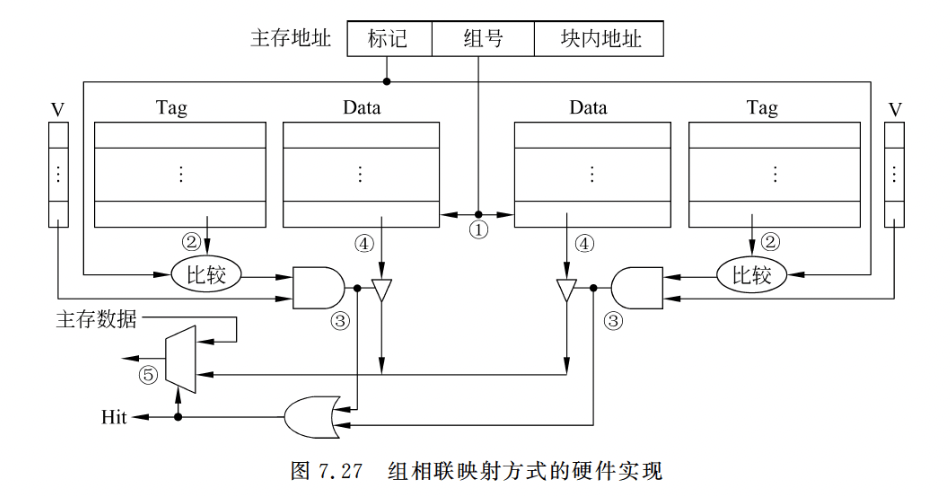 主存地址 标记 组号 块内地址
V Tag Data Data Tag V
⋮ ⋮ ⋮ ⋮ ⋮ ⋮
①
② ④ ④ ②
比较 比较
③ ③
主存数据
⑤
Hit
图 7.27 组相联映射方式的硬件实现